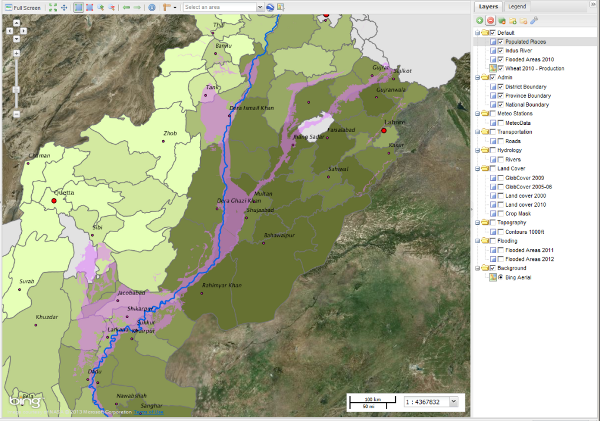 Full Screen
Select an area
Layers
Legend
Default
Populated Places
Indus River
Flooded Areas 2010
Wheat 2010 - Production
Admin
District Boundary
Province Boundary
National Boundary
Meteo Stations
MeteoData
Transportation
Roads
Hydrology
Rivers
Land Cover
GlobCover 2009
GlobCover 2005-06
Land cover 2000
Land cover 2010
Crop Mask
Topography
Contours 1000ft
Flooding
Flooded Areas 2011
Flooded Areas 2012
Background
Bing Aerial
Thal
Bannu
Tank
Dera Ismail Khan
Gujrat
Sialkot
Gujranwala
Zhob
Lahore
Faisalabad
Jhang Sadar
Kasur
Chaman
Sahiwal
Quetta
Multan
Dera Ghazi Khan
Shujaabad
Sibi
Bahawalpur
Surab
Rahimyar Khan
Jacobabad
Shikarpur
Khuzdar
Sukkur
Dadu
Nawabshah
Sanghar
bing
100 km
50 mi
1 : 4367832